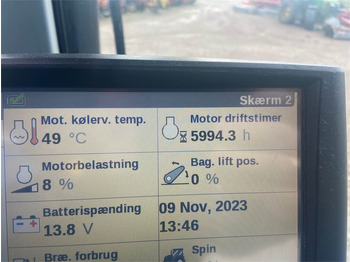 Skærm 2
Mot. kølerv. temp.
49 °C
Motor driftstimer
5994.3 h
Motorbelastning
8 %
Bag. lift pos.
0 %
Batterispænding
13.8 V
09 Nov, 2023
13:46
Bræ. forbrug
Spin